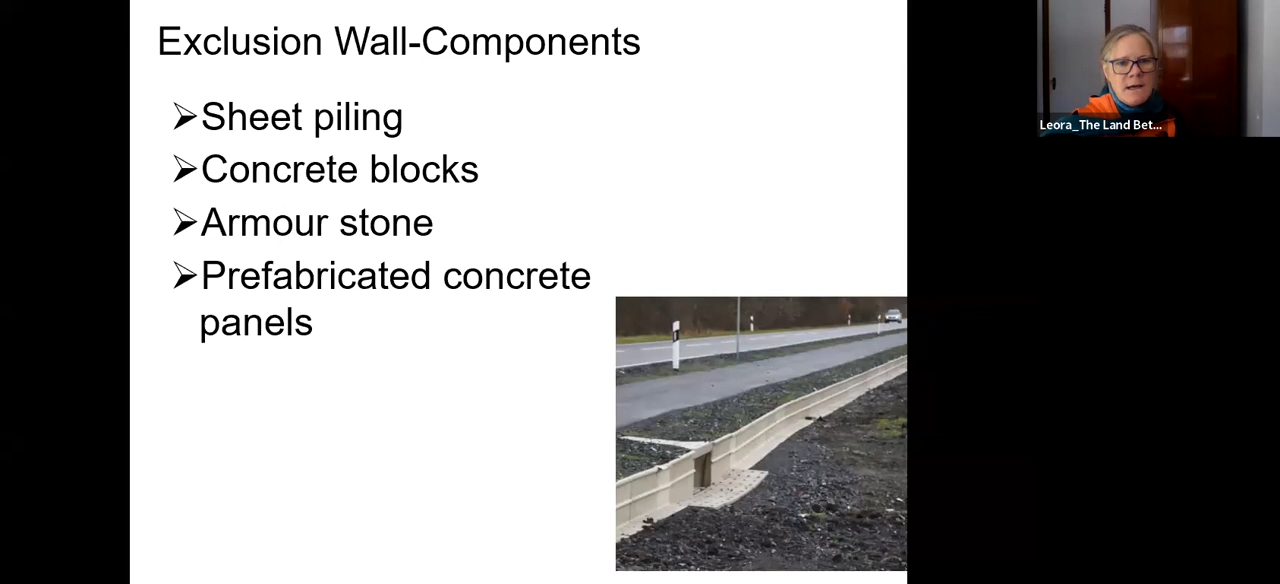 Exclusion Wall-Components
➢Sheet piling
➢Concrete blocks
➢Armour stone
➢Prefabricated concrete
panels
Leora_The Land Bet...